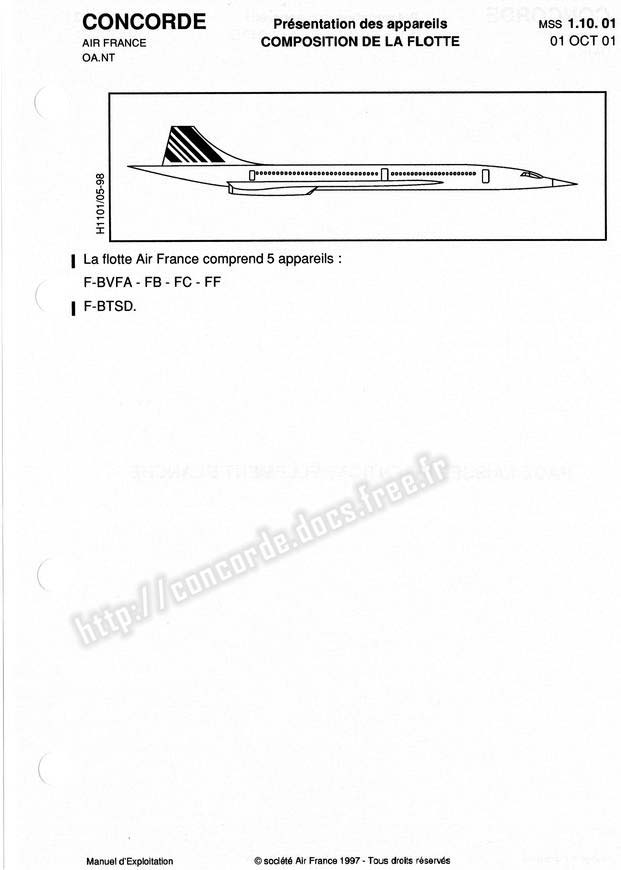 CONCORDE
AIR FRANCE
OA.NT
Présentation des appareils
COMPOSITION DE LA FLOTTE
MSS 1.10.01
01 OCT 01
H1101/05-98
La flotte Air France comprend 5 appareils :
F-BVFA - FB - FC - FF
F-BTSD.
http://concorde.docs.free.fr
Manuel d'Exploitation
© société Air France 1997 - Tous droits réservés